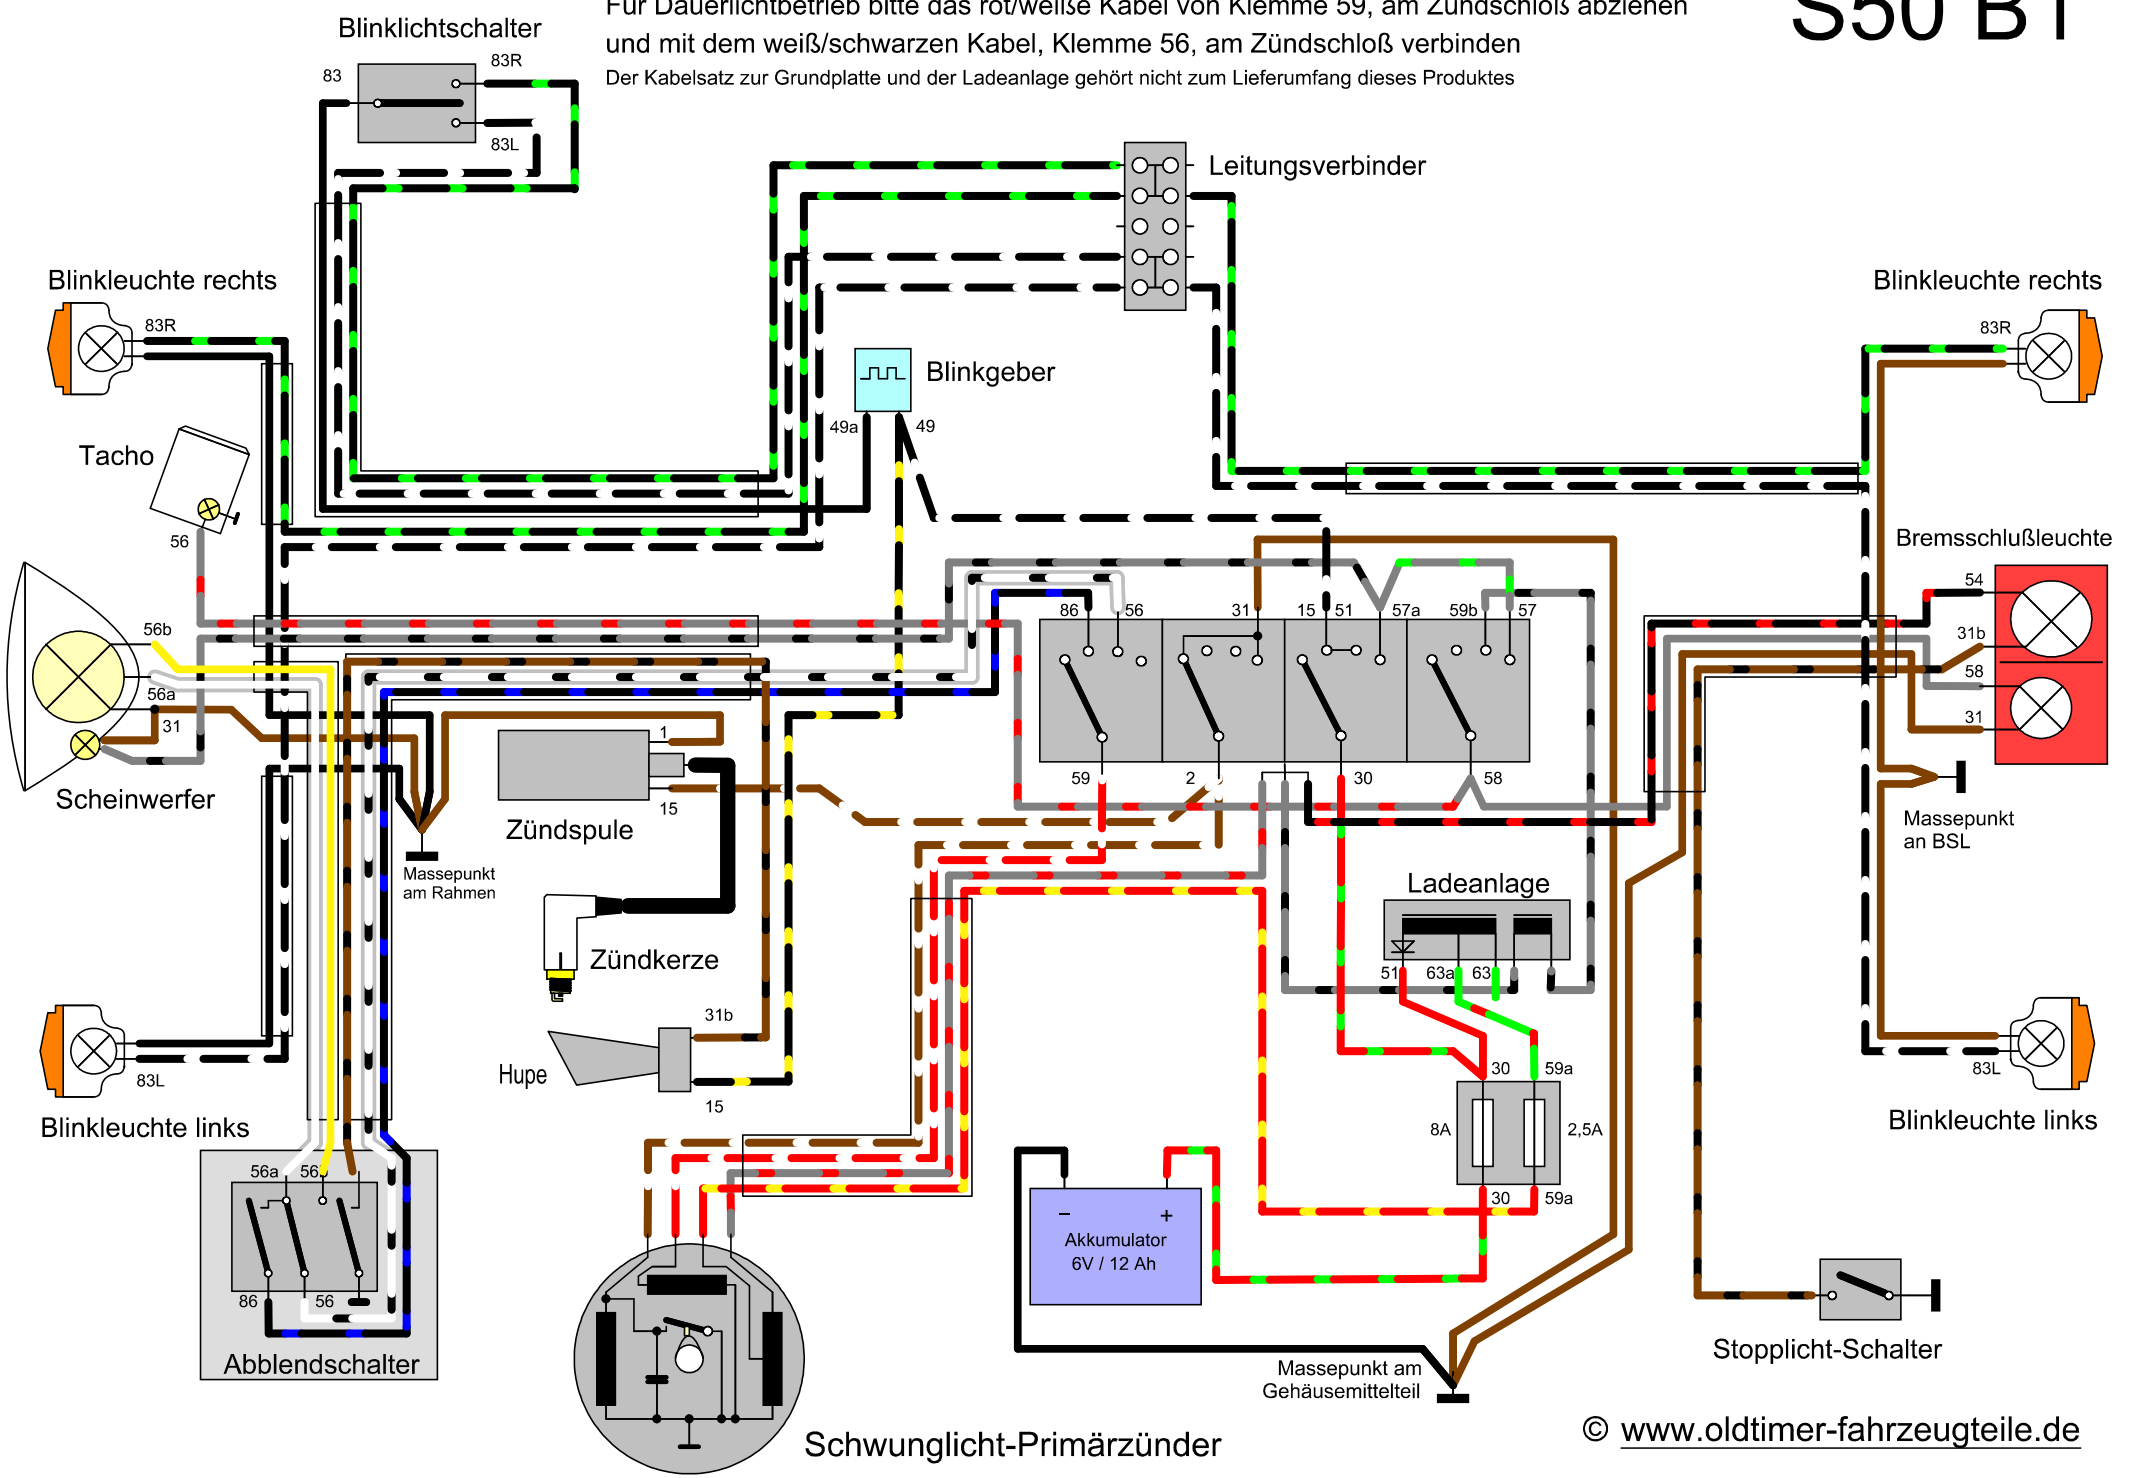 Für Dauerlichtbetrieb bitte das rot/weiße Kabel von Klemme 59, am Zündschloß abziehen
und mit dem weiß/schwarzen Kabel, Klemme 56, am Zündschloß verbinden
Der Kabelsatz zur Grundplatte und der Ladeanlage gehört nicht zum Lieferumfang dieses Produktes
S50 B1
Blinklichtschalter
83
83R
83L
Leitungsverbinder
Blinkleuchte rechts
83R
Blinkleuchte rechts
83R
Blinkgeber
49a
49
Tacho
56
Bremsschlußleuchte
54
31b
58
31
86
56
31
15
51
57a
59b
57
59
2
30
58
56b
56a
31
Scheinwerfer
1
15
Zündspule
Massepunkt
am Rahmen
Massepunkt
an BSL
Ladeanlage
51
63a
63
Zündkerze
31b
Hupe
15
83L
Blinkleuchte links
83L
Blinkleuchte links
30
59a
8A
2,5A
30
59a
56a
56
86
56
Abblendschalter
−
+
Akkumulator
6V / 12 Ah
Stopplicht-Schalter
Massepunkt am
Gehäusemittelteil
Schwunglicht-Primärzünder
© www.oldtimer-fahrzeugteile.de